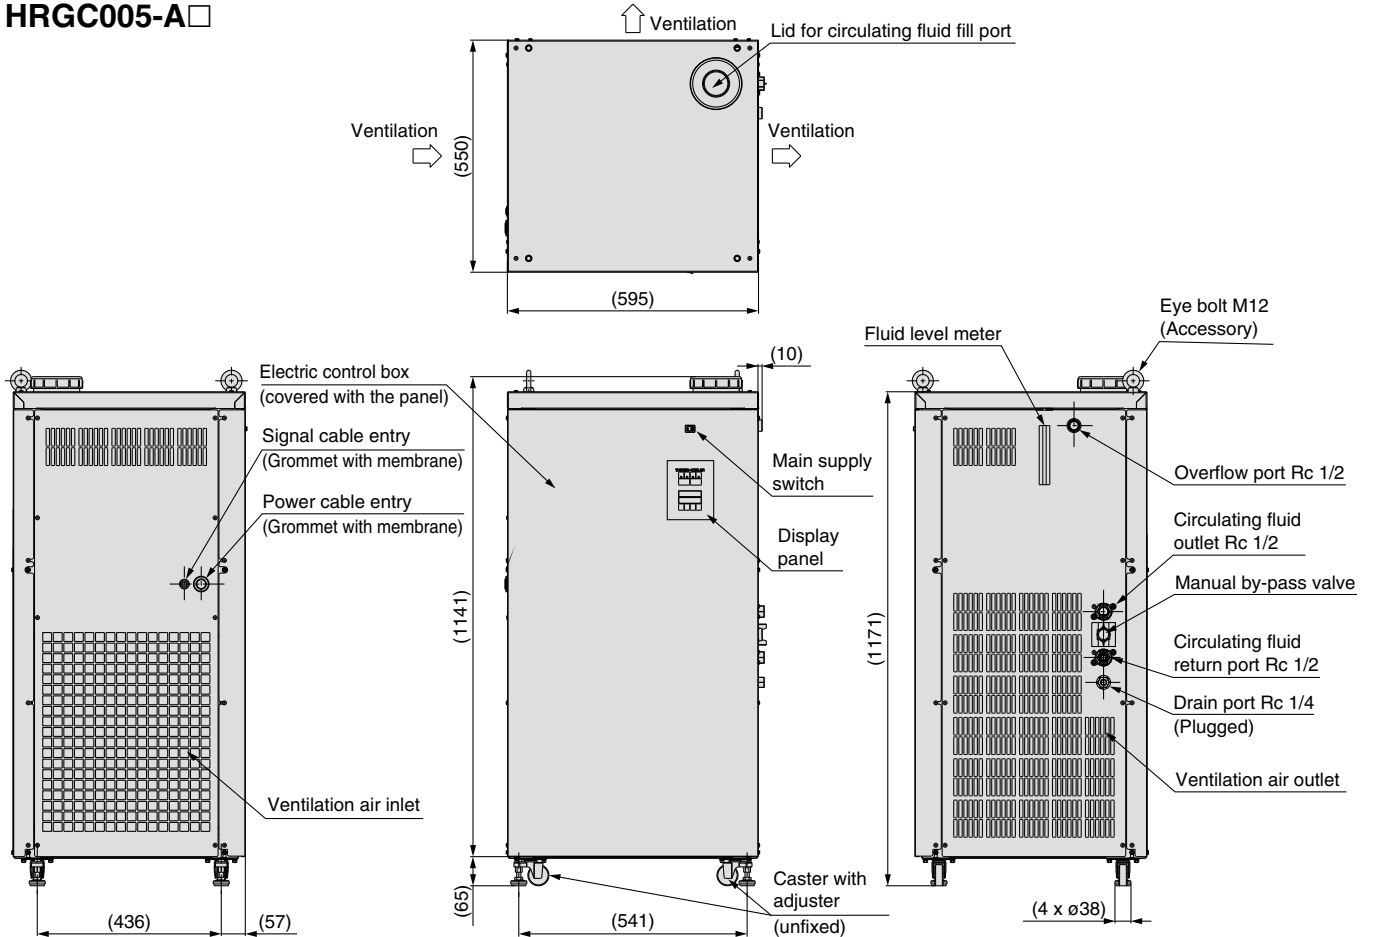 HRGC005-A□
Ventilation
Lid for circulating fluid fill port
Ventilation
Ventilation
(550)
(595)
Eye bolt M12
(Accessory)
Fluid level meter
(10)
Electric control box
(covered with the panel)
Signal cable entry
(Grommet with membrane)
Power cable entry
(Grommet with membrane)
Main supply
switch
Display
panel
Overflow port Rc 1/2
Circulating fluid
outlet Rc 1/2
Manual by-pass valve
Circulating fluid
return port Rc 1/2
Drain port Rc 1/4
(Plugged)
Ventilation air outlet
(1141)
(1171)
Ventilation air inlet
(65)
Caster with
adjuster
(unfixed)
(436)
(57)
(541)
(4 x ø38)